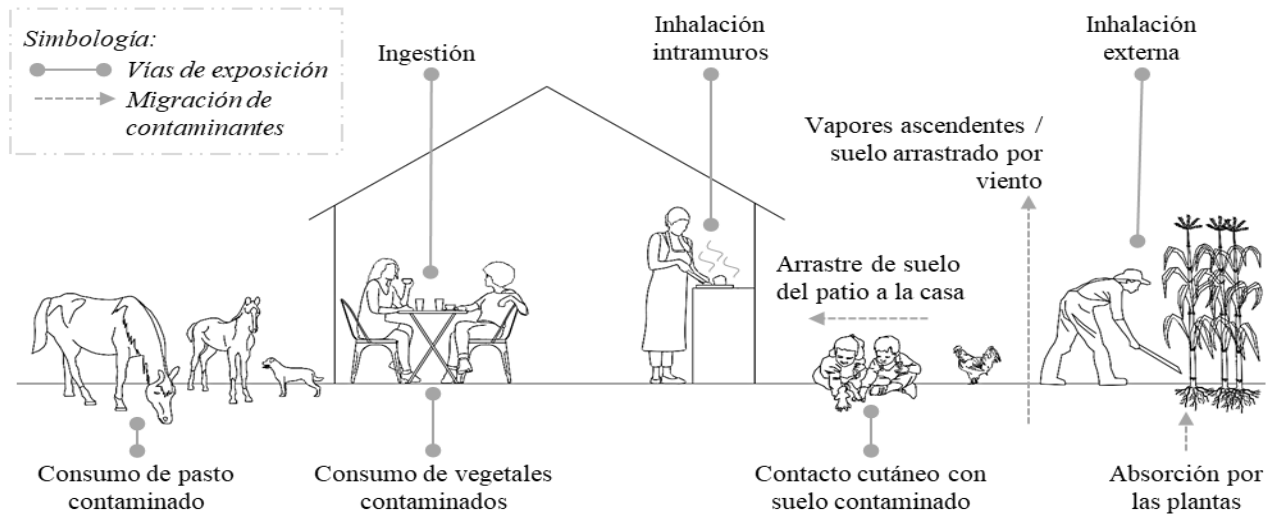 Simbología:
Vías de exposición
Migración de
contaminantes
Ingestión
Inhalación
intramuros
Inhalación
externa
Vapores ascendentes /
suelo arrastrado por
viento
Arrastre de suelo
del patio a la casa
Consumo de pasto
contaminado
Consumo de vegetales
contaminados
Contacto cutáneo con
suelo contaminado
Absorción por
las plantas